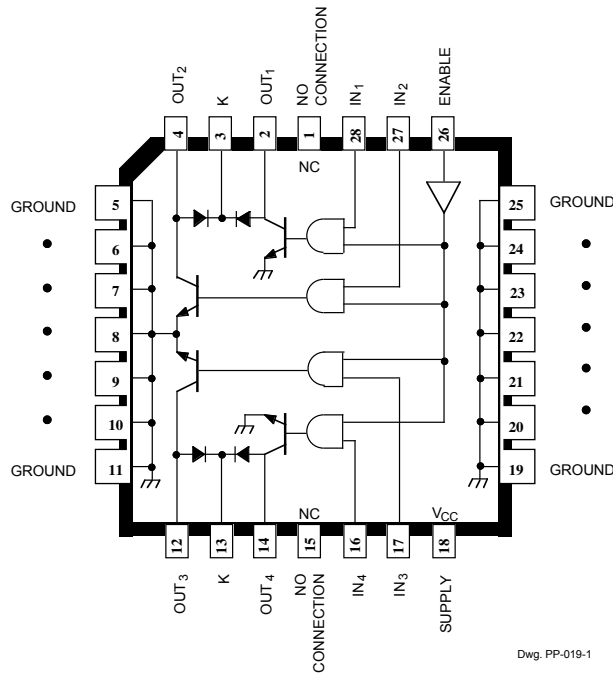 OUT2
K
OUT1
NO CONNECTION
IN1
IN2
ENABLE
4
3
2
1
28
27
26
NC
GROUND
5
25
GROUND
6
24
7
23
8
22
9
21
10
20
GROUND
11
19
GROUND
NC
VCC
12
13
14
15
16
17
18
OUT3
K
OUT4
NO CONNECTION
IN4
IN3
SUPPLY
Dwg. PP-019-1